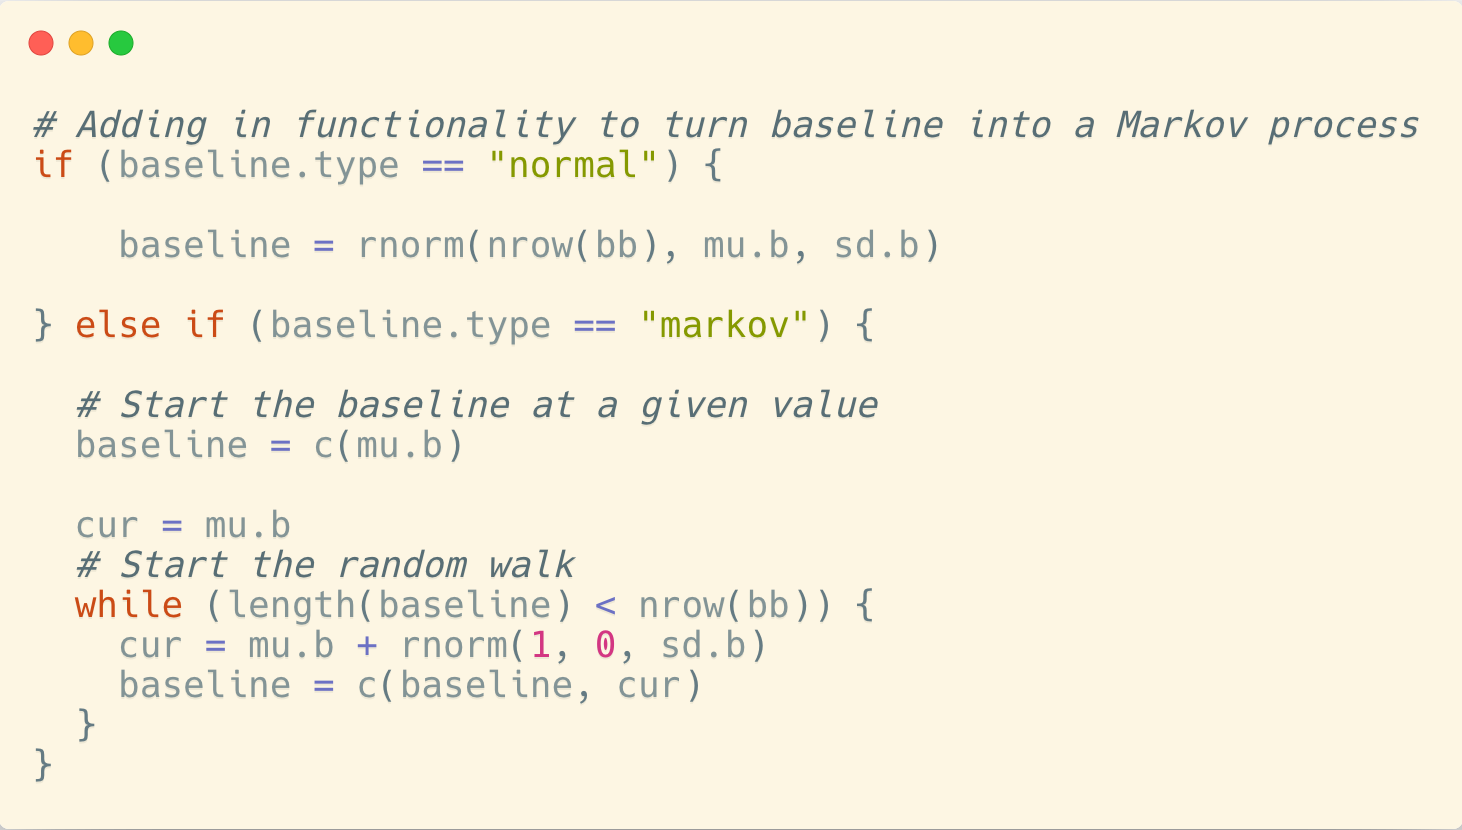 # Adding in functionality to turn baseline into a Markov process
if (baseline.type == "normal") {
baseline = rnorm(nrow(bb), mu.b, sd.b)
} else if (baseline.type == "markov") {
# Start the baseline at a given value
baseline = c(mu.b)
cur = mu.b
# Start the random walk
while (length(baseline) < nrow(bb)) {
cur = mu.b + rnorm(1, 0, sd.b)
baseline = c(baseline, cur)
}
}